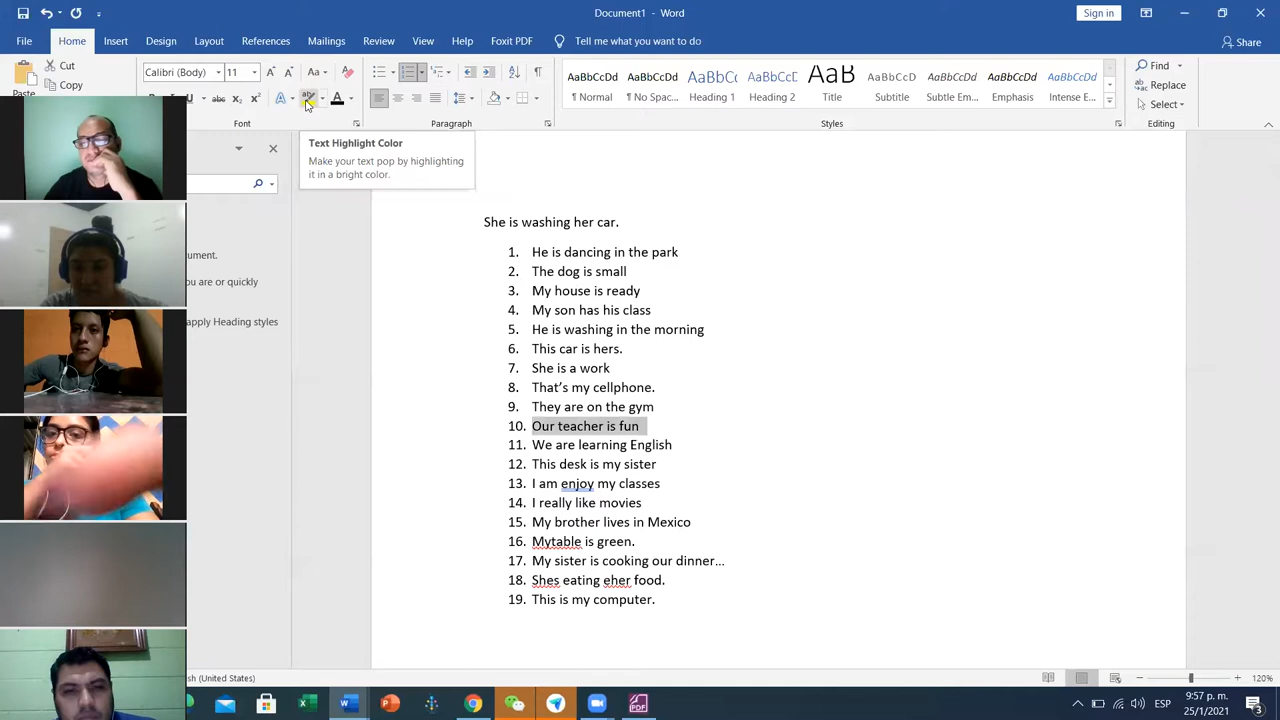 Document1 - Word
Sign in
File Home Insert Design Layout References Mailings Review View Help Foxit PDF Tell me what you want to do Share
Cut
Calibri (Body) 11 Aa
Font Paragraph Styles Editing
AaBbCcDd AaBbCcDd AaBbCc AaBbCcC AaB AaBbCcD AaBbCcDd AaBbCcDd AaBbCcDd
¶ Normal ¶ No Spac... Heading 1 Heading 2 Title Subtitle Subtle Em... Emphasis Intense E...
Find
Replace
Select
Text Highlight Color
Make your text pop by highlighting
it in a bright color.
ument.
ou are or quickly
apply Heading styles
She is washing her car.
1. He is dancing in the park
2. The dog is small
3. My house is ready
4. My son has his class
5. He is washing in the morning
6. This car is hers.
7. She is a work
8. That's my cellphone.
9. They are on the gym
10. Our teacher is fun
11. We are learning English
12. This desk is my sister
13. I am enjoy my classes
14. I really like movies
15. My brother lives in Mexico
16. Mytable is green.
17. My sister is cooking our dinner...
18. Shes eating eher food.
19. This is my computer.
sh (United States)
120%
ESP
9:57 p. m.
25/1/2021
3